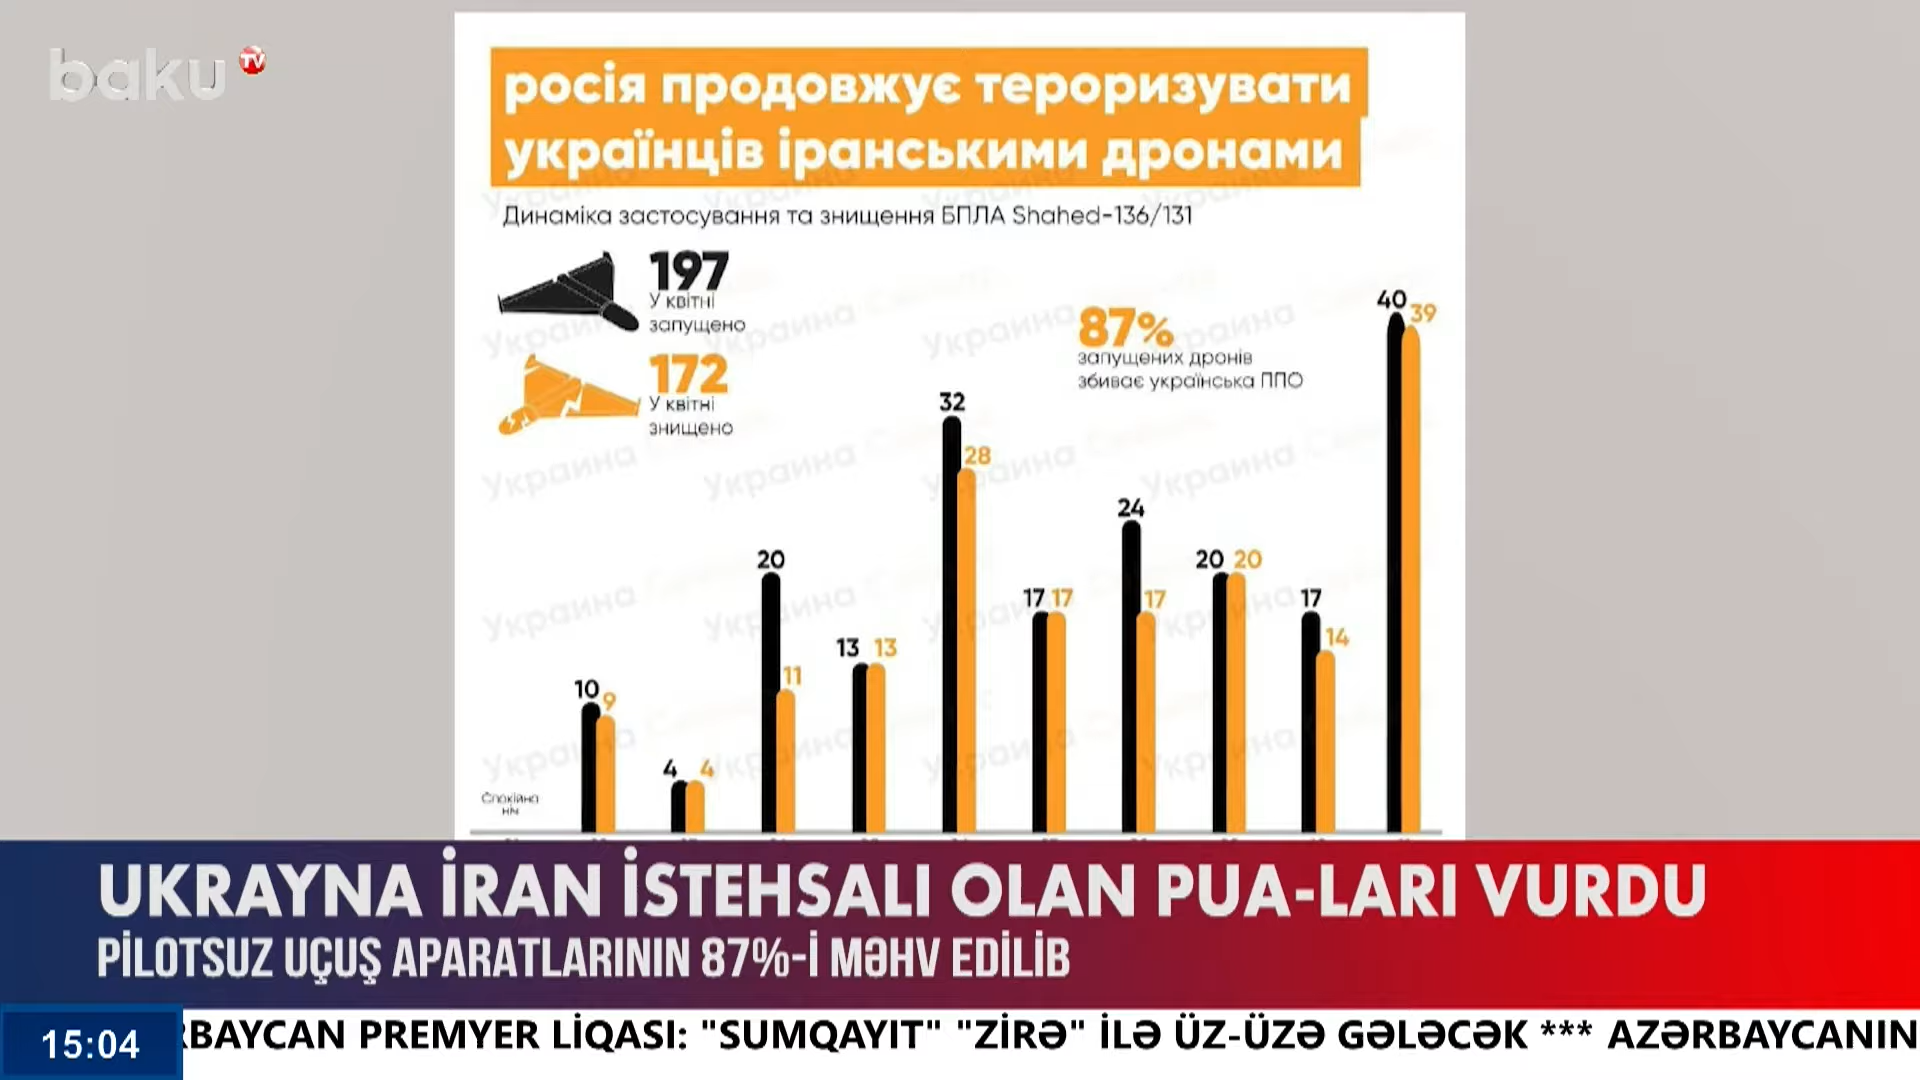 baku TV
росія продовжує тероризувати
українців іранськими дронами
Динаміка застосування та знищення БПЛА Shahed-136/131
197
У квітні
запущено
172
У квітні
знищено
87%
запущених дронів
збиває українська ППО
40 39
32
28
24
20
17 17
17
20 20
17
14
13 13
11
10 9
4 4
Спокійна
ніч
Украина
UKRAYNA İRAN İSTEHSALI OLAN PUA-LARI VURDU
PİLOTSUZ UÇUŞ APARATLARININ 87%-İ MƏHV EDİLİB
15:04
RBAYCAN PREMYER LİQASI: "SUMQAYIT" "ZİRƏ" İLƏ ÜZ-ÜZƏ GƏLƏCƏK *** AZƏRBAYCANIN